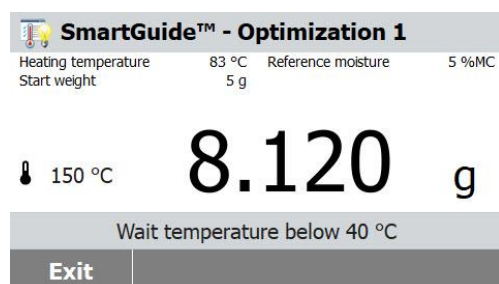 SmartGuide™ - Optimization 1
Heating temperature 83 °C Reference moisture 5 %MC
Start weight 5 g
150 °C 8.120 g
Wait temperature below 40 °C
Exit